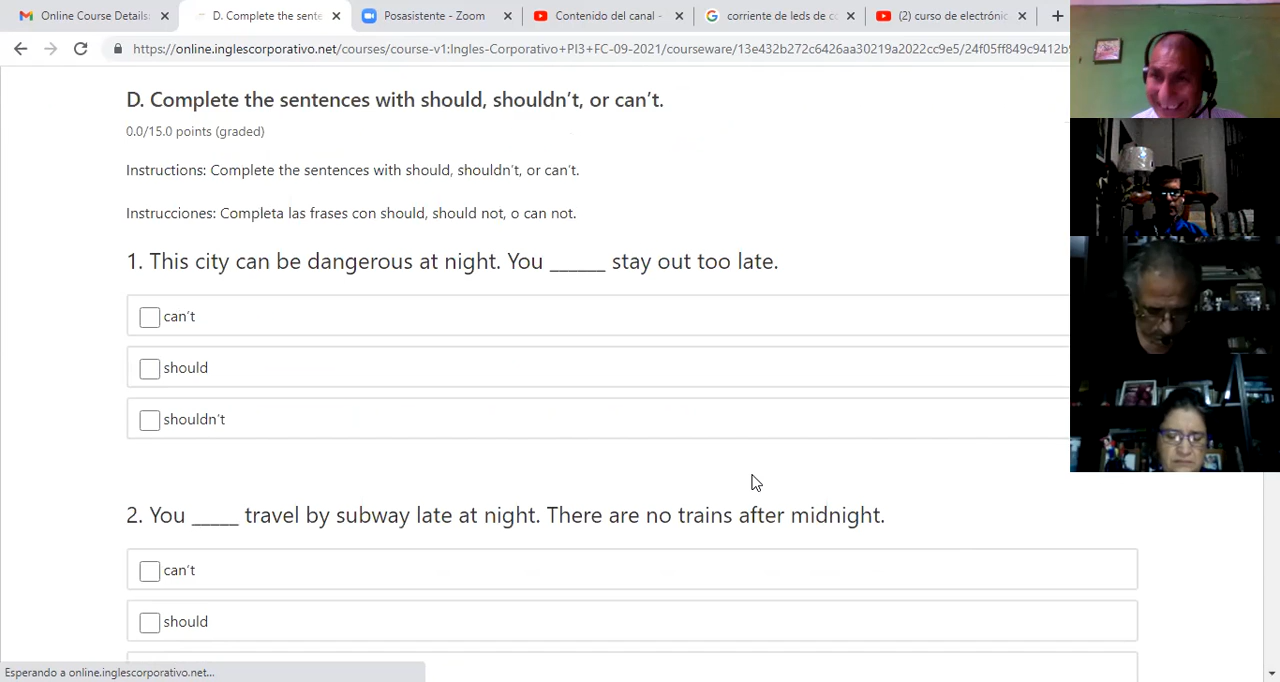 Online Course Details:
D. Complete the sente
Posasistente - Zoom
Contenido del canal -
corriente de leds de co
(2) curso de electrónic
https://online.inglescorporativo.net/courses/course-v1:Ingles-Corporativo+PI3+FC-09-2021/courseware/13e432b272c6426aa30219a2022cc9e5/24f05ff849c9412b9
D. Complete the sentences with should, shouldn't, or can't.
0.0/15.0 points (graded)
Instructions: Complete the sentences with should, shouldn't, or can't.
Instrucciones: Completa las frases con should, should not, o can not.
1. This city can be dangerous at night. You ______ stay out too late.
can't
should
shouldn't
2. You _____ travel by subway late at night. There are no trains after midnight.
can't
should
Esperando a online.inglescorporativo.net...